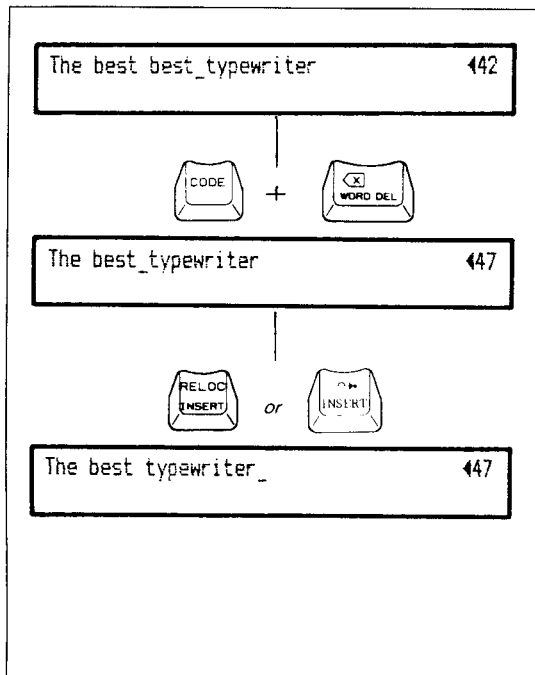 The best best_typewriter ◀42
CODE + WORD DEL
The best_typewriter ◀47
RELOC INSERT or INSERT
The best typewriter_ ◀47